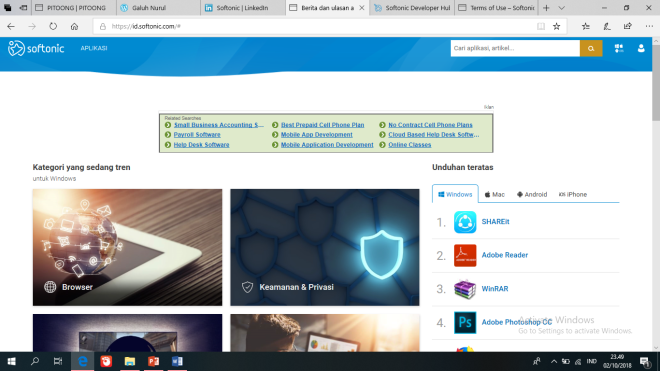 PITOONG | PITOONG
Galuh Nurul
Softonic | LinkedIn
Berita dan ulasan a
Softonic Developer Hul
Terms of Use – Softonic
https://id.softonic.com/#
softonic
APLIKASI
Cari aplikasi, artikel...
Iklan
Related Searches
Small Business Accounting S...
Best Prepaid Cell Phone Plan
No Contract Cell Phone Plans
Payroll Software
Mobile App Development
Cloud Based Help Desk Softw...
Help Desk Software
Mobile Application Development
Online Classes
Kategori yang sedang tren
untuk Windows
Browser
Keamanan & Privasi
Unduhan teratas
Windows
Mac
Android
iPhone
1. SHAREit
2. Adobe Reader
3. WinRAR
4. Adobe Photoshop CC
Activate Windows
Go to Settings to activate Windows.
IND
23.49
02/10/2018